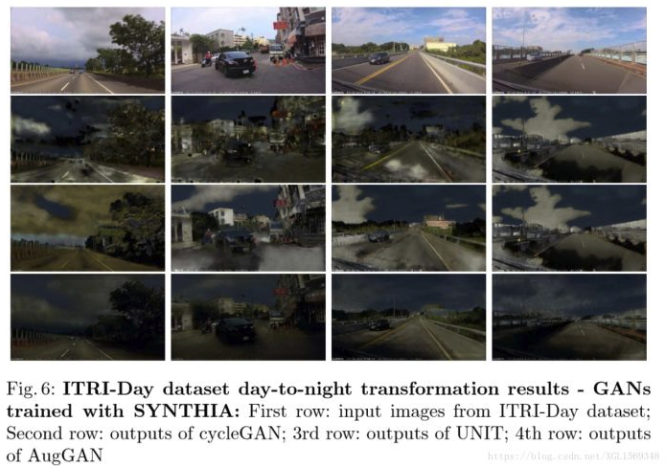 Fig. 6: ITRI-Day dataset day-to-night transformation results - GANs
trained with SYNTHIA: First row: input images from ITRI-Day dataset;
Second row: outputs of cycleGAN; 3rd row: outputs of UNIT; 4th row: outputs
of AugGAN
https://blog.csdn.net/XGL1369348